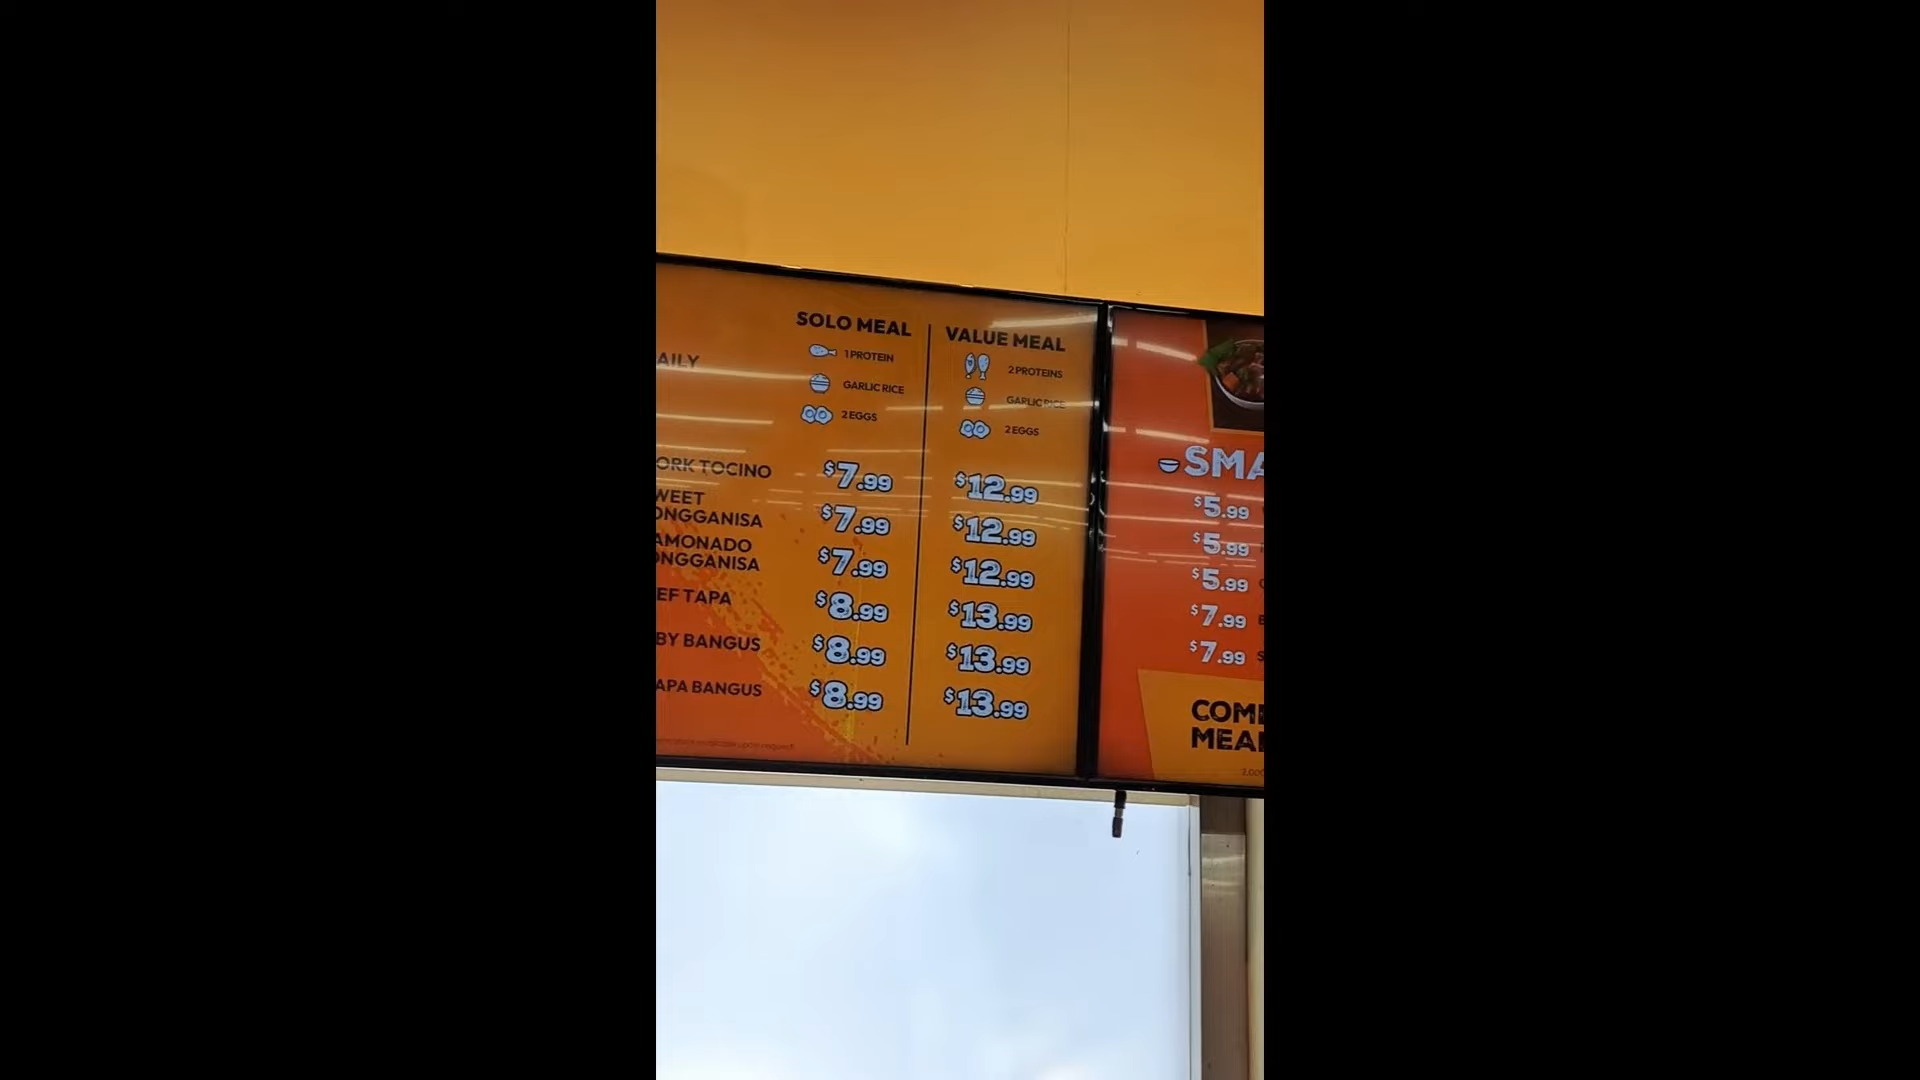 AILY
SOLO MEAL
1 PROTEIN
GARLIC RICE
2 EGGS
VALUE MEAL
2 PROTEINS
GARLIC RICE
2 EGGS
ORK TOCINO $7.99 $12.99
WEET
ONGGANISA $7.99 $12.99
AMONADO
ONGGANISA $7.99 $12.99
EF TAPA $8.99 $13.99
BY BANGUS $8.99 $13.99
APA BANGUS $8.99 $13.99
SMA
$5.99
$5.99
$5.99
$7.99
$7.99
COM
MEA